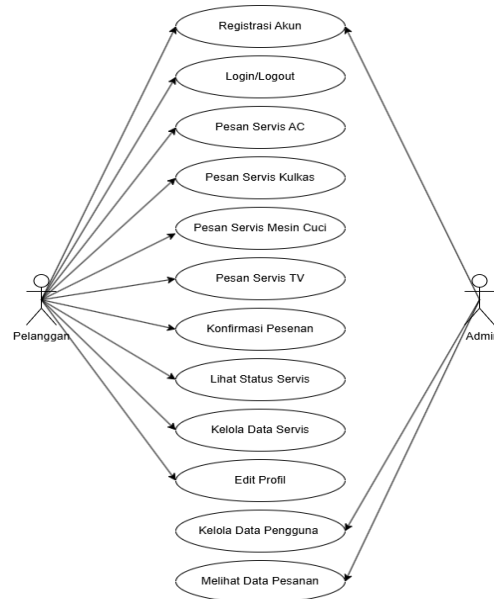 Registrasi Akun
Login/Logout
Pesan Servis AC
Pesan Servis Kulkas
Pesan Servis Mesin Cuci
Pesan Servis TV
Pelanggan
Admin
Konfirmasi Pesenan
Lihat Status Servis
Kelola Data Servis
Edit Profil
Kelola Data Pengguna
Melihat Data Pesanan